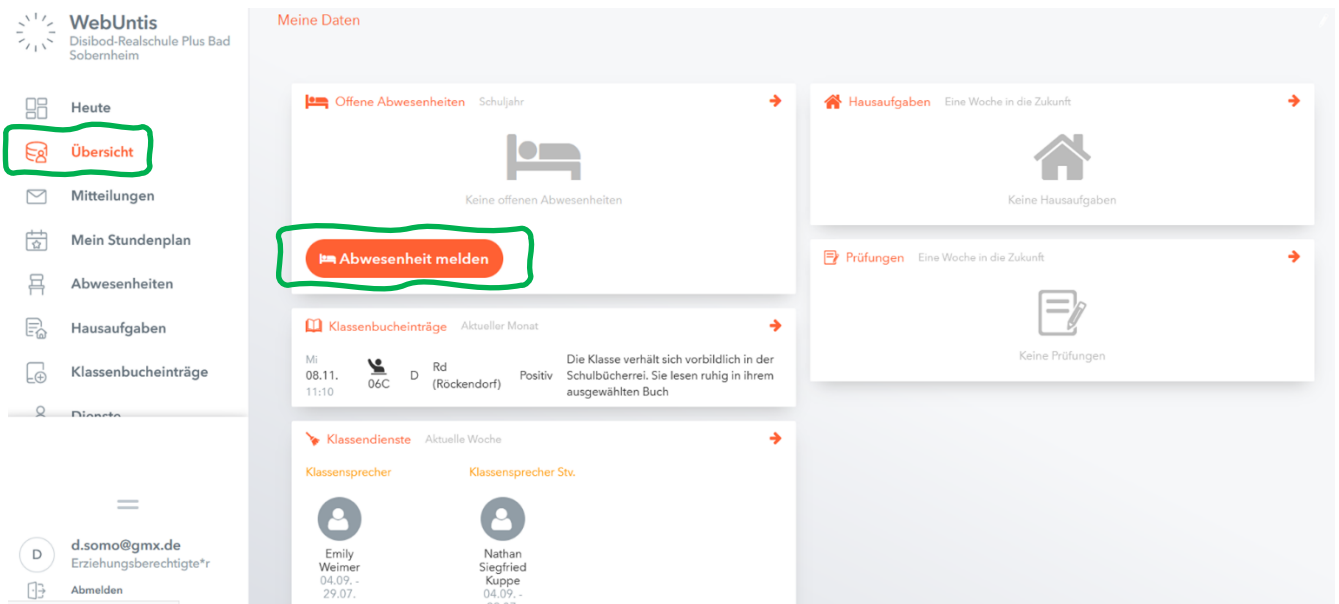 WebUntis
Disibod-Realschule Plus Bad
Sobernheim
Heute
Übersicht
Mitteilungen
Mein Stundenplan
Abwesenheiten
Hausaufgaben
Klassenbucheinträge
Dienste
D
d.somo@gmx.de
Erziehungsberechtigte*r
Abmelden
Meine Daten
Offene Abwesenheiten Schuljahr
Keine offenen Abwesenheiten
Abwesenheit melden
Klassenbucheinträge Aktueller Monat
Mi
08.11.
11:10
06C
D
Rd
(Röckendorf)
Positiv
Die Klasse verhält sich vorbildlich in der
Schulbücherrei. Sie lesen ruhig in ihrem
ausgewählten Buch
Klassendienste Aktuelle Woche
Klassensprecher
Emily
Weimer
04.09. -
29.07.
Klassensprecher Stv.
Nathan
Siegfried
Kuppe
04.09. -
Hausaufgaben Eine Woche in die Zukunft
Keine Hausaufgaben
Prüfungen Eine Woche in die Zukunft
Keine Prüfungen